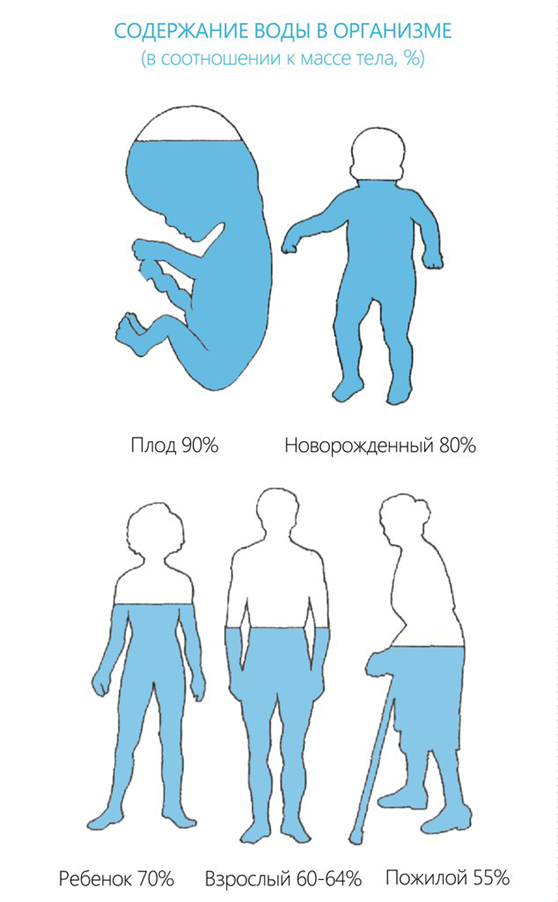 СОДЕРЖАНИЕ ВОДЫ В ОРГАНИЗМЕ
(в соотношении к массе тела, %)
Плод 90%
Новорожденный 80%
Ребенок 70%
Взрослый 60-64%
Пожилой 55%